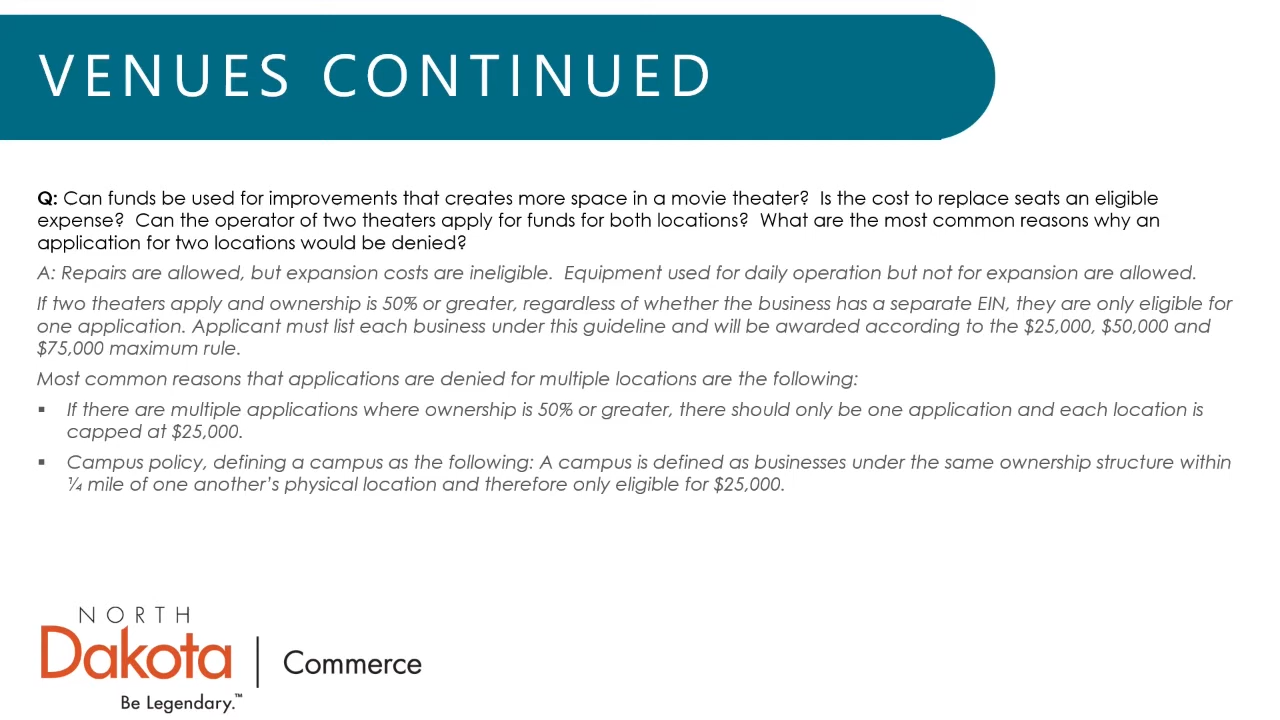 VENUES CONTINUED
Q: Can funds be used for improvements that creates more space in a movie theater?  Is the cost to replace seats an eligible
expense?  Can the operator of two theaters apply for funds for both locations?  What are the most common reasons why an
application for two locations would be denied?
A: Repairs are allowed, but expansion costs are ineligible.  Equipment used for daily operation but not for expansion are allowed.
If two theaters apply and ownership is 50% or greater, regardless of whether the business has a separate EIN, they are only eligible for
one application. Applicant must list each business under this guideline and will be awarded according to the $25,000, $50,000 and
$75,000 maximum rule.
Most common reasons that applications are denied for multiple locations are the following:
▪ If there are multiple applications where ownership is 50% or greater, there should only be one application and each location is
capped at $25,000.
▪ Campus policy, defining a campus as the following: A campus is defined as businesses under the same ownership structure within
¼ mile of one another’s physical location and therefore only eligible for $25,000.
NORTH
Dakota | Commerce
Be Legendary.™